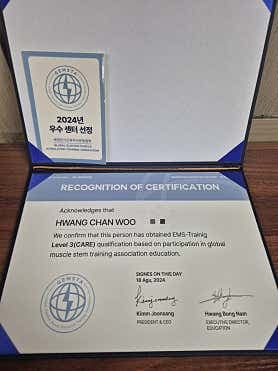 GEMSTA
2024년
우수 센터 선정
RECOGNITION OF CERTIFICATION
Acknowledges that
HWANG CHAN WOO
We confirm that this person has obtained EMS-Trainig
Level 3(CARE) qualification based on participation in global
muscle stem training association education.
SIGNED ON THIS DAY
18 Agu, 2024
Kimm Joonsang
PRESIDENT & CEO
Hwang Bong Nam
EXECUTIVE, DIRECTOR,
EDUCATION